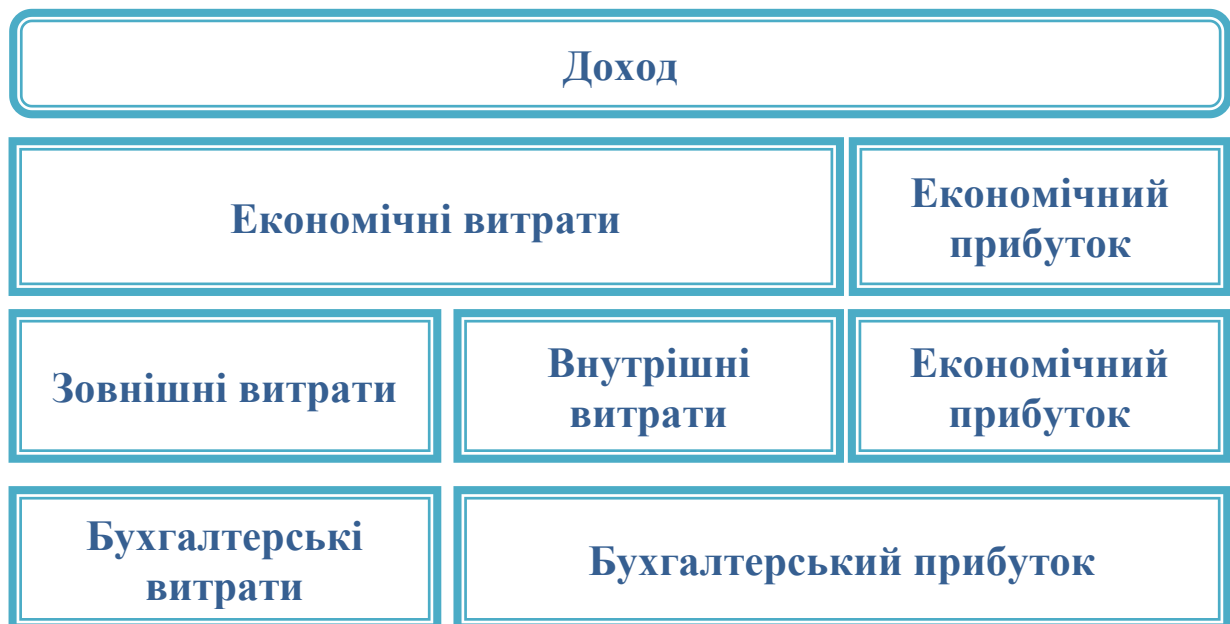 Доход
Економічні витрати
Економічний
прибуток
Зовнішні витрати
Внутрішні
витрати
Економічний
прибуток
Бухгалтерські
витрати
Бухгалтерський прибуток